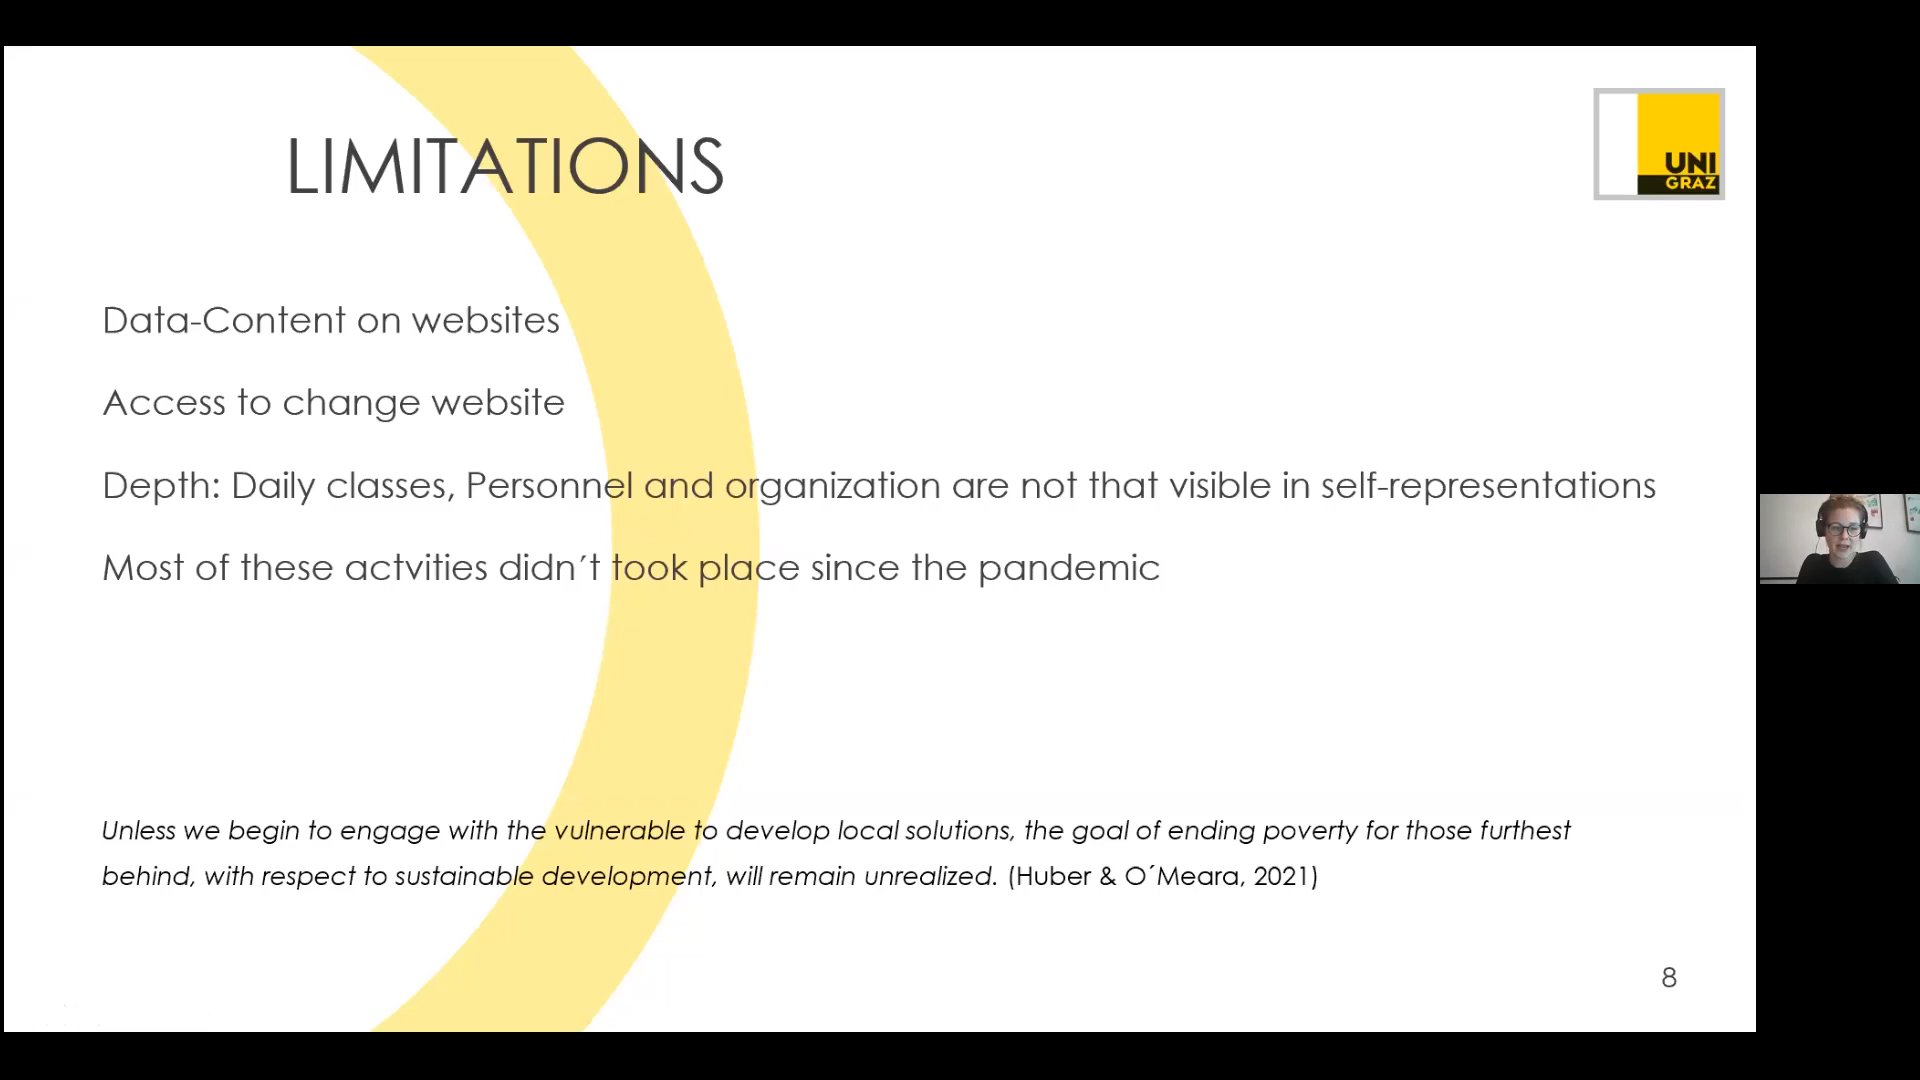 LIMITATIONS
UNI
GRAZ
Data-Content on websites
Access to change website
Depth: Daily classes, Personnel and organization are not that visible in self-representations
Most of these actvities didn´t took place since the pandemic
Unless we begin to engage with the vulnerable to develop local solutions, the goal of ending poverty for those furthest
behind, with respect to sustainable development, will remain unrealized. (Huber & O´Meara, 2021)
8